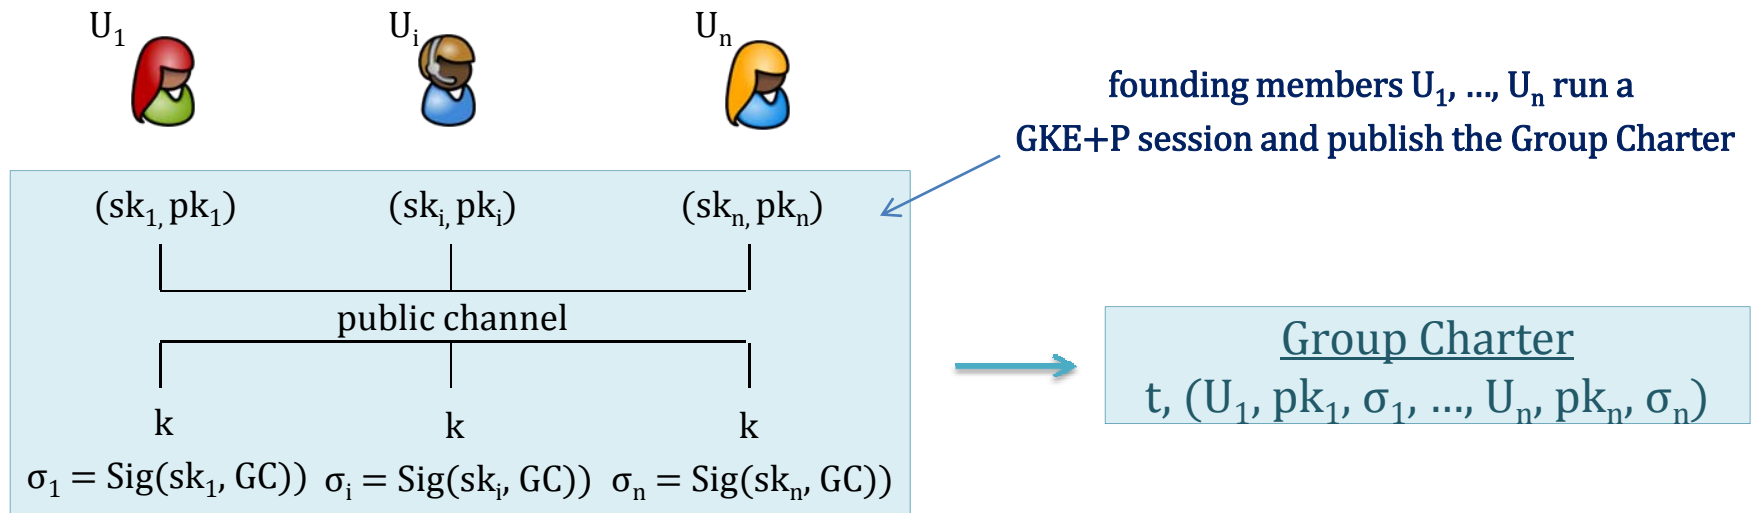 U₁ Uᵢ Uₙ
founding members U₁, ..., Uₙ run a
GKE+P session and publish the Group Charter
(sk₁, pk₁) (skᵢ, pkᵢ) (skₙ, pkₙ)
public channel
k k k
σ₁ = Sig(sk₁, GC)) σᵢ = Sig(skᵢ, GC)) σₙ = Sig(skₙ, GC))
Group Charter
t, (U₁, pk₁, σ₁, ..., Uₙ, pkₙ, σₙ)